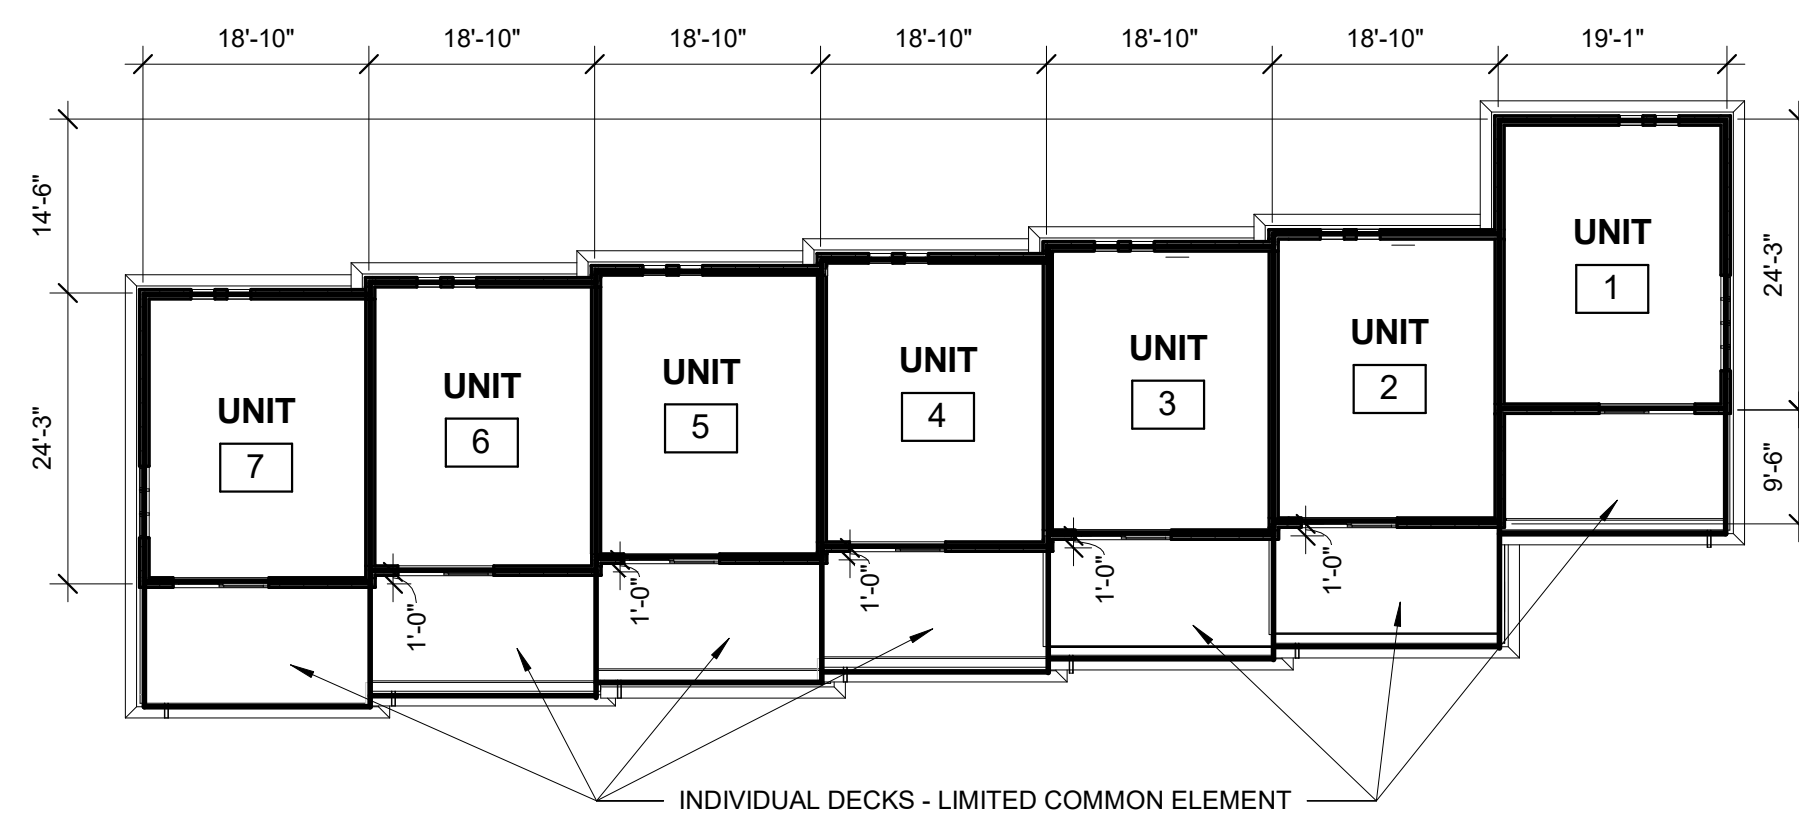 18'-10"
18'-10"
18'-10"
18'-10"
18'-10"
18'-10"
19'-1"
14'-6"
24'-3"
24'-3"
9'-6"
UNIT
7
UNIT
6
UNIT
5
UNIT
4
UNIT
3
UNIT
2
UNIT
1
1'-0"
1'-0"
1'-0"
1'-0"
1'-0"
INDIVIDUAL DECKS - LIMITED COMMON ELEMENT